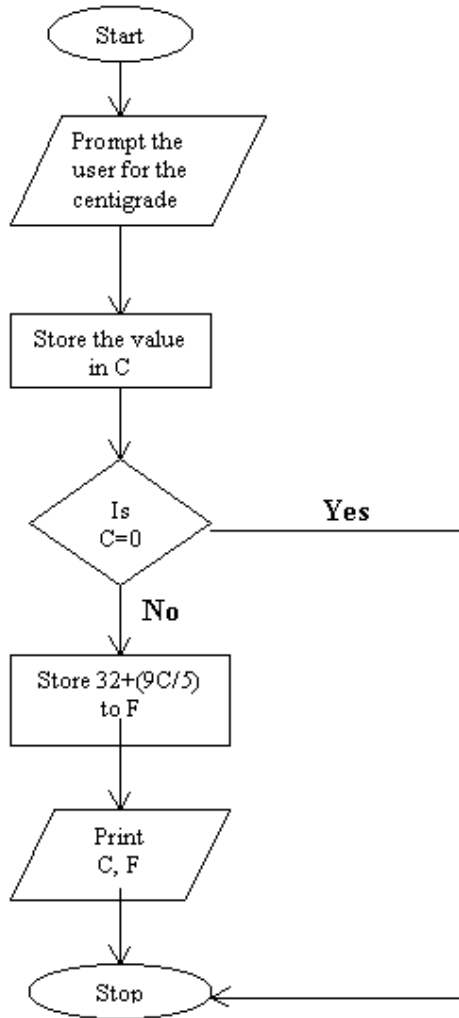 Start
Prompt the
user for the
centigrade
Store the value
in C
Is
C=0
Yes
No
Store 32+(9C/5)
to F
Print
C, F
Stop